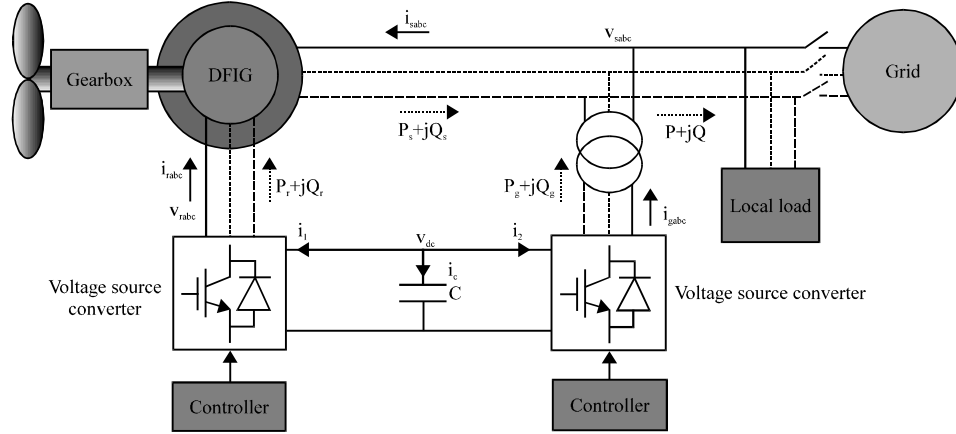 i_sabc
v_sabc
Gearbox
DFIG
Grid
P_s+jQ_s
P+jQ
i_rabc
P_r+jQ_r
P_g+jQ_g
v_rabc
i_gabc
Local load
i_1
v_dc
i_2
i_c
C
Voltage source
converter
Voltage source converter
Controller
Controller